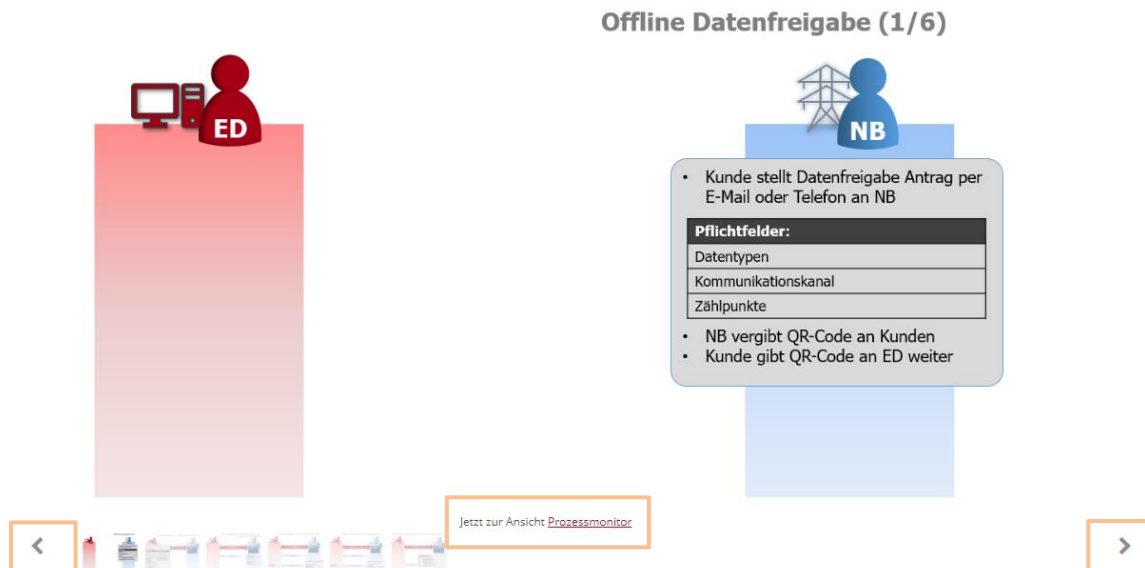 Offline Datenfreigabe (1/6)
ED
NB
• Kunde stellt Datenfreigabe Antrag per
E-Mail oder Telefon an NB
Pflichtfelder:
Datentypen
Kommunikationskanal
Zählpunkte
• NB vergibt QR-Code an Kunden
• Kunde gibt QR-Code an ED weiter
Jetzt zur Ansicht Prozessmonitor